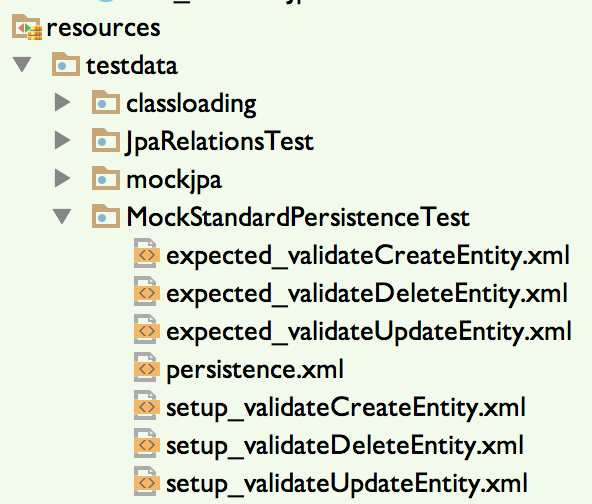 resources
testdata
classloading
JpaRelationsTest
mockjpa
MockStandardPersistenceTest
expected_validateCreateEntity.xml
expected_validateDeleteEntity.xml
expected_validateUpdateEntity.xml
persistence.xml
setup_validateCreateEntity.xml
setup_validateDeleteEntity.xml
setup_validateUpdateEntity.xml